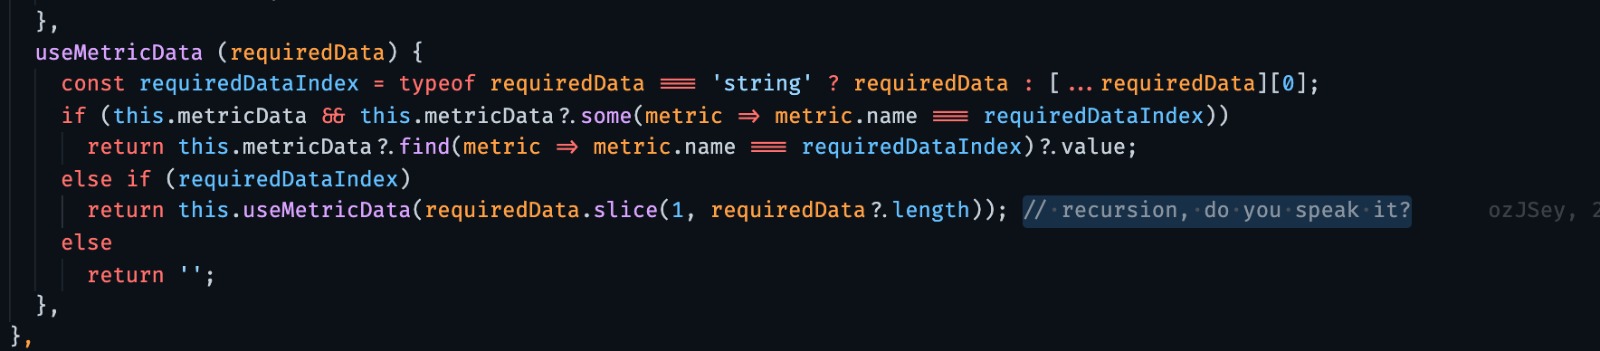 },
useMetricData (requiredData) {
const requiredDataIndex = typeof requiredData === 'string' ? requiredData : [...requiredData][0];
if (this.metricData && this.metricData?.some(metric => metric.name === requiredDataIndex))
return this.metricData?.find(metric => metric.name === requiredDataIndex)?.value;
else if (requiredDataIndex)
return this.useMetricData(requiredData.slice(1, requiredData?.length)); // recursion, do you speak it? ozJSey, 2
else
return '';
},
},